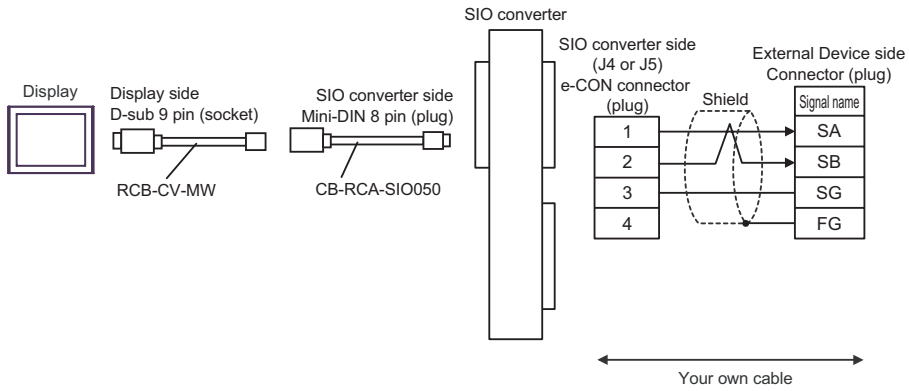 SIO converter
Display
Display side
D-sub 9 pin (socket)
RCB-CV-MW
SIO converter side
Mini-DIN 8 pin (plug)
CB-RCA-SIO050
SIO converter side
(J4 or J5)
e-CON connector
(plug)
Shield
External Device side
Connector (plug)
Signal name
1
SA
2
SB
3
SG
4
FG
Your own cable